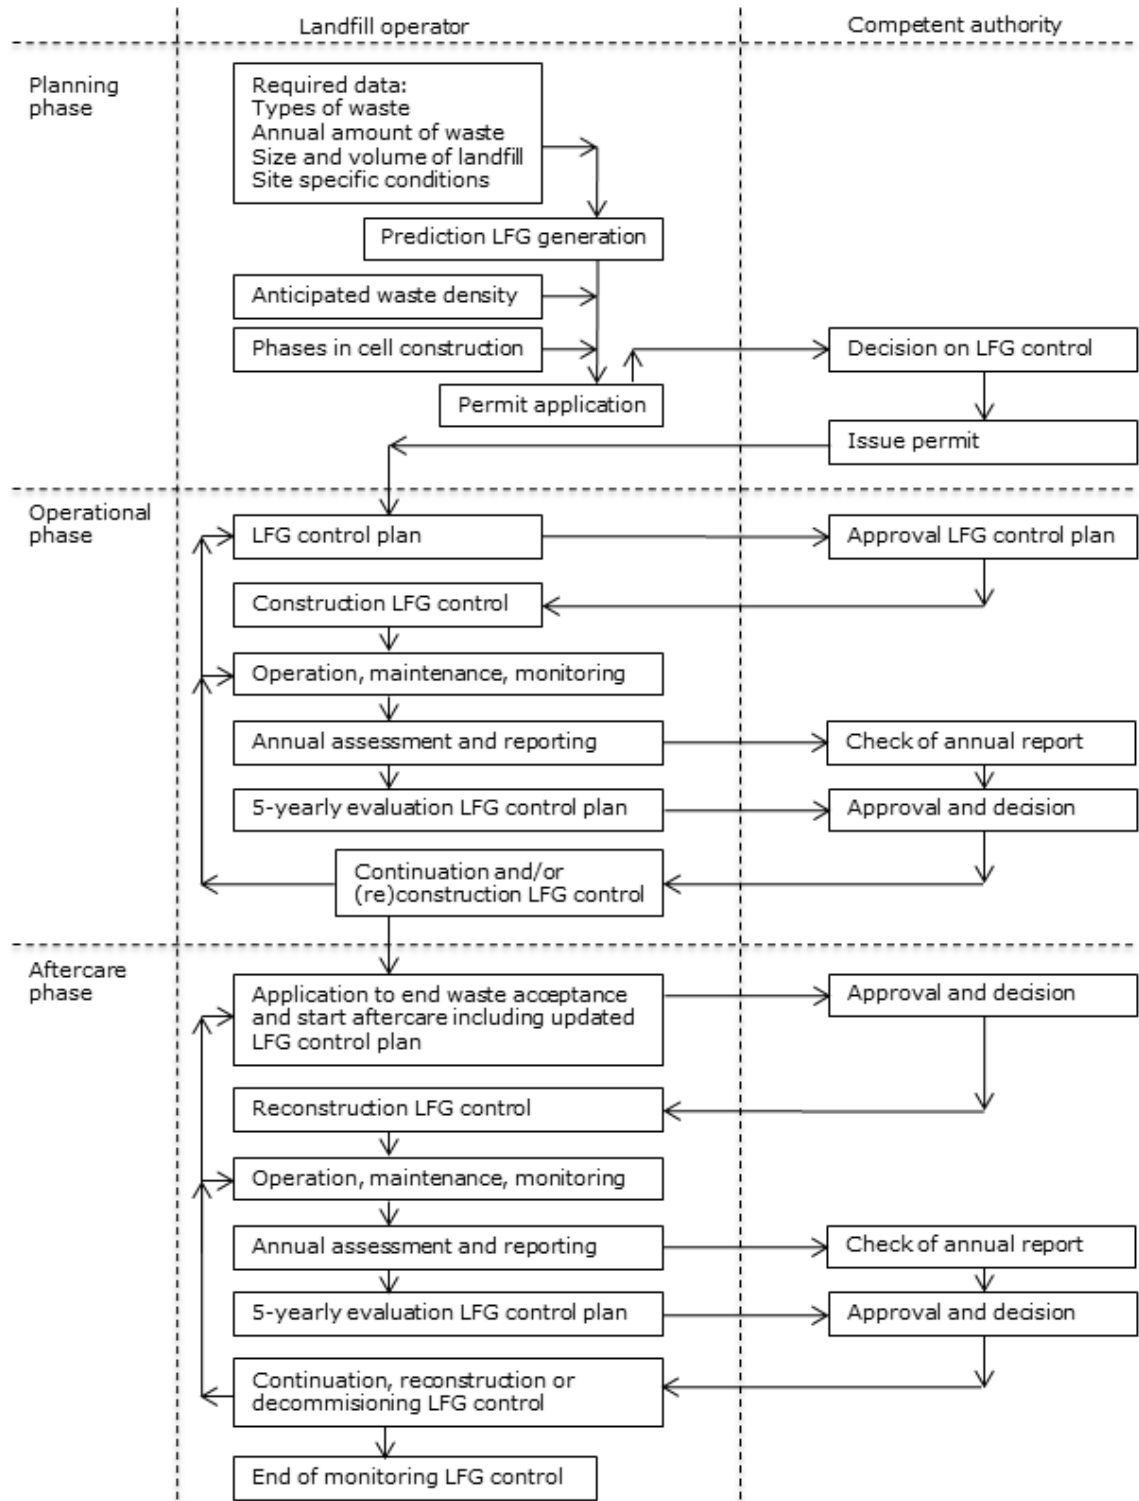 Landfill operator
Competent authority
Planning
phase
Required data:
Types of waste
Annual amount of waste
Size and volume of landfill
Site specific conditions
Prediction LFG generation
Anticipated waste density
Phases in cell construction
Decision on LFG control
Permit application
Issue permit
Operational
phase
LFG control plan
Approval LFG control plan
Construction LFG control
Operation, maintenance, monitoring
Annual assessment and reporting
Check of annual report
5-yearly evaluation LFG control plan
Approval and decision
Continuation and/or
(re)construction LFG control
Aftercare
phase
Application to end waste acceptance
and start aftercare including updated
LFG control plan
Approval and decision
Reconstruction LFG control
Operation, maintenance, monitoring
Annual assessment and reporting
Check of annual report
5-yearly evaluation LFG control plan
Approval and decision
Continuation, reconstruction or
decommisioning LFG control
End of monitoring LFG control